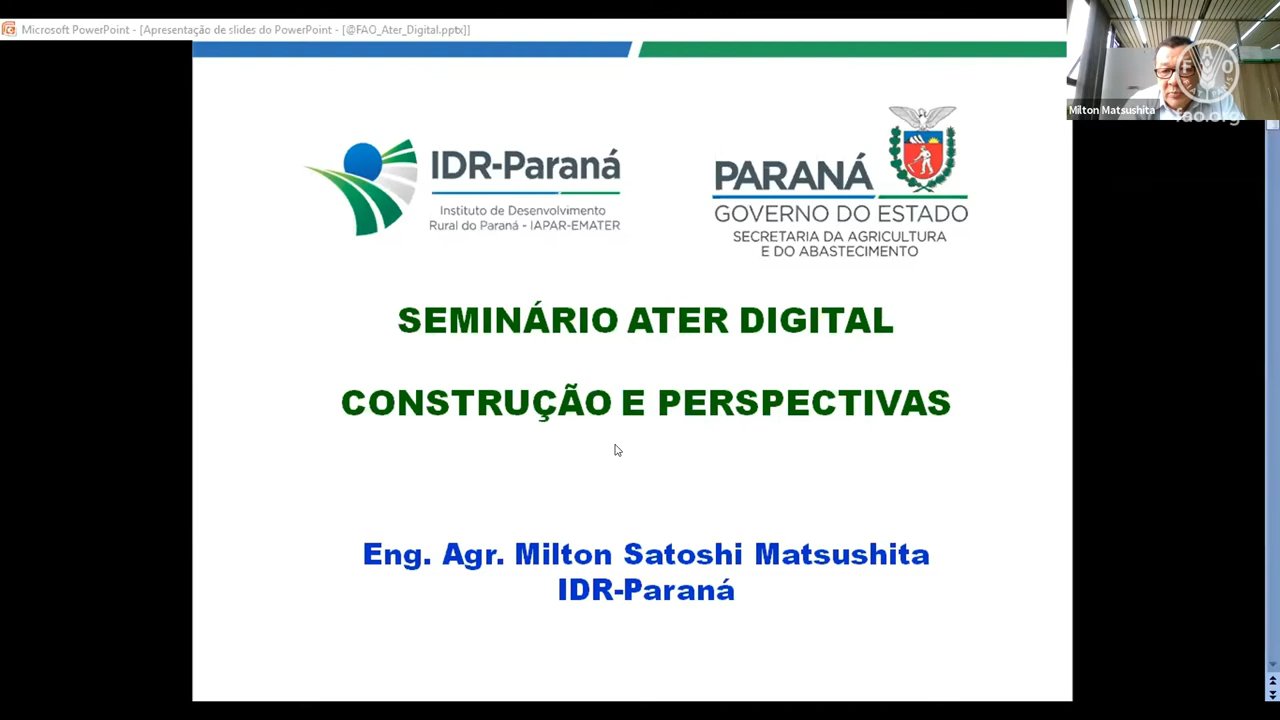 Microsoft PowerPoint - [Apresentação de slides do PowerPoint - [@FAO_Ater_Digital.pptx]]
FAO
Milton Matsushita
fao.org
IDR-Paraná
Instituto de Desenvolvimento
Rural do Paraná - IAPAR-EMATER
PARANÁ
GOVERNO DO ESTADO
SECRETARIA DA AGRICULTURA
E DO ABASTECIMENTO
SEMINÁRIO ATER DIGITAL
CONSTRUÇÃO E PERSPECTIVAS
Eng. Agr. Milton Satoshi Matsushita
IDR-Paraná